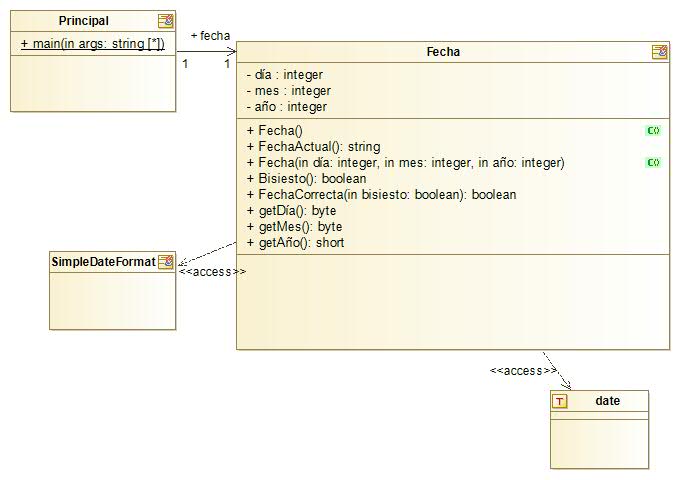 Principal
+ main(in args: string [*])
+ fecha
1
1
Fecha
- día : integer
- mes : integer
- año : integer
+ Fecha()
+ FechaActual(): string
+ Fecha(in día: integer, in mes: integer, in año: integer)
+ Bisiesto(): boolean
+ FechaCorrecta(in bisiesto: boolean): boolean
+ getDía(): byte
+ getMes(): byte
+ getAño(): short
SimpleDateFormat
<<access>>
<<access>>
T
date